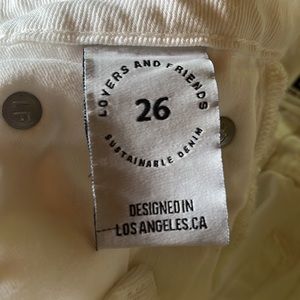 LOVERS AND FRIENDS
26
SUSTAINABLE DENIM
DESIGNED IN
LOS ANGELES.CA